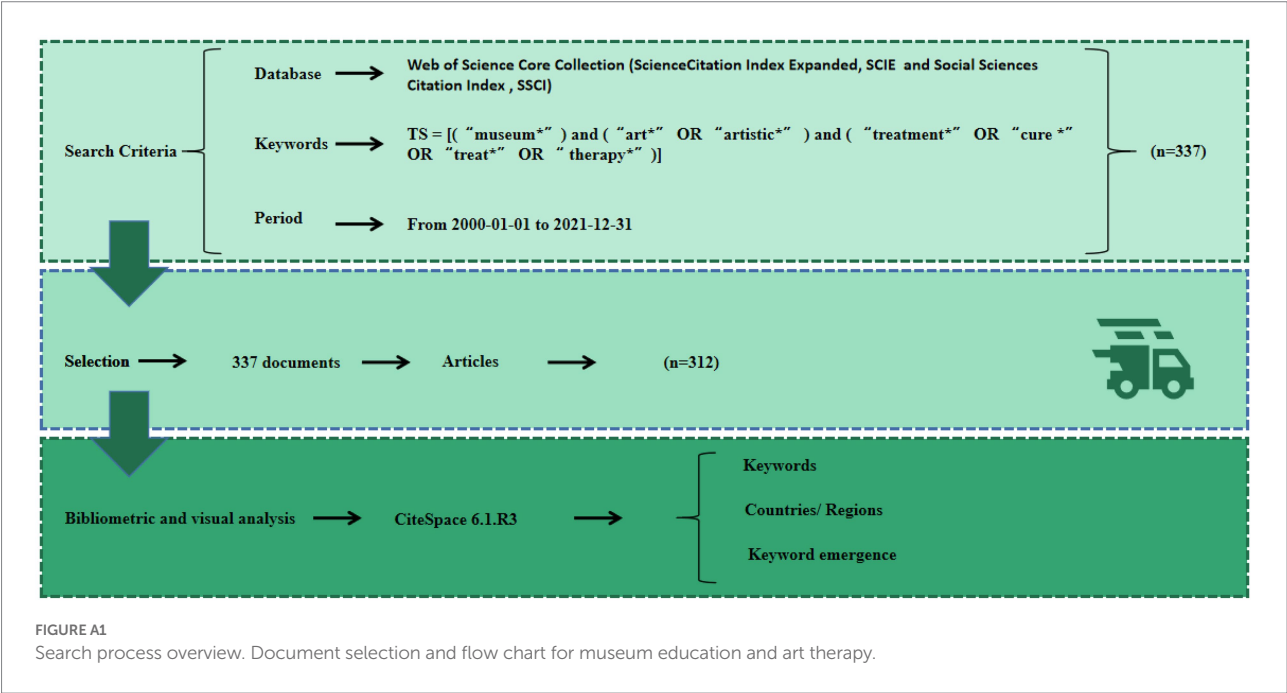 Database
Web of Science Core Collection (ScienceCitation Index Expanded, SCIE and Social Sciences
Citation Index , SSCI)
Search Criteria
Keywords
TS = [( “museum*” ) and ( “art*” OR “artistic*” ) and ( “treatment*” OR “cure *”
OR “treat*” OR “ therapy*” )]
(n=337)
Period
From 2000-01-01 to 2021-12-31
Selection
337 documents
Articles
(n=312)
Bibliometric and visual analysis
CiteSpace 6.1.R3
Keywords
Countries/ Regions
Keyword emergence
FIGURE A1
Search process overview. Document selection and flow chart for museum education and art therapy.